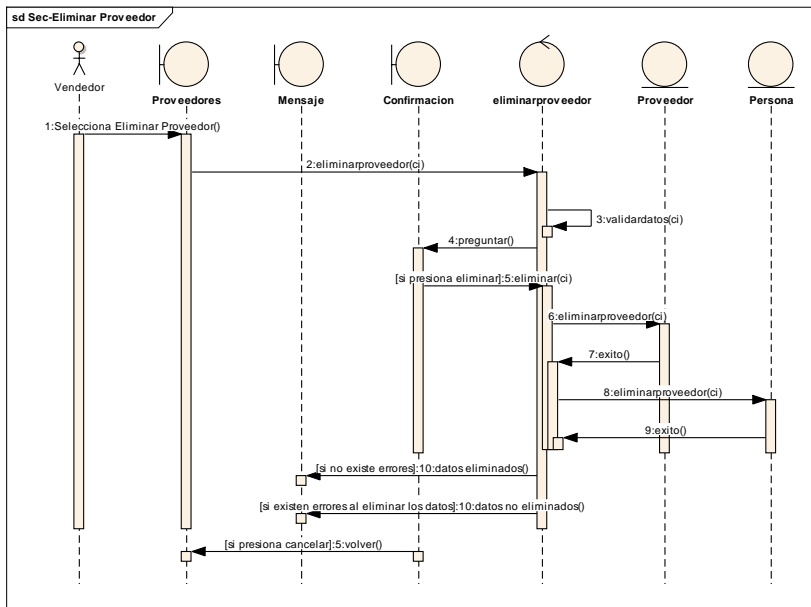 sd Sec-Eliminar Proveedor
Vendedor
Proveedores
Mensaje
Confirmacion
eliminarproveedor
Proveedor
Persona
1:Selecciona Eliminar Proveedor()
2:eliminarproveedor(ci)
3:validardatos(ci)
4:preguntar()
[si presiona eliminar]:5:eliminar(ci)
6:eliminarproveedor(ci)
7:exito()
8:eliminarproveedor(ci)
9:exito()
[si no existe errores]:10:datos eliminados()
[si existen errores al eliminar los datos]:10:datos no eliminados()
[si presiona cancelar]:5:volver()